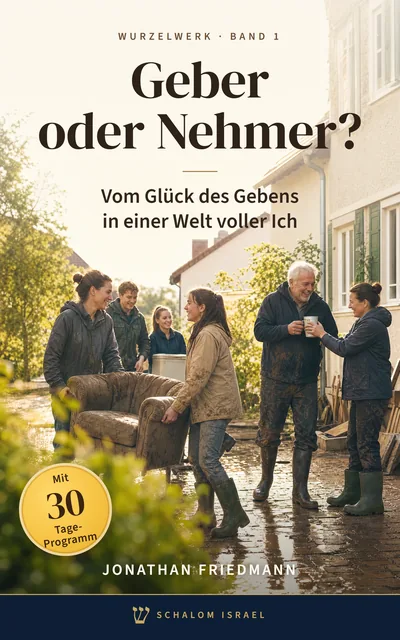 WURZELWERK · BAND 1
Geber
oder Nehmer?
Vom Glück des Gebens
in einer Welt voller Ich
Mit
30
Tage-
Programm
JONATHAN FRIEDMANN
ש SCHALOM ISRAEL